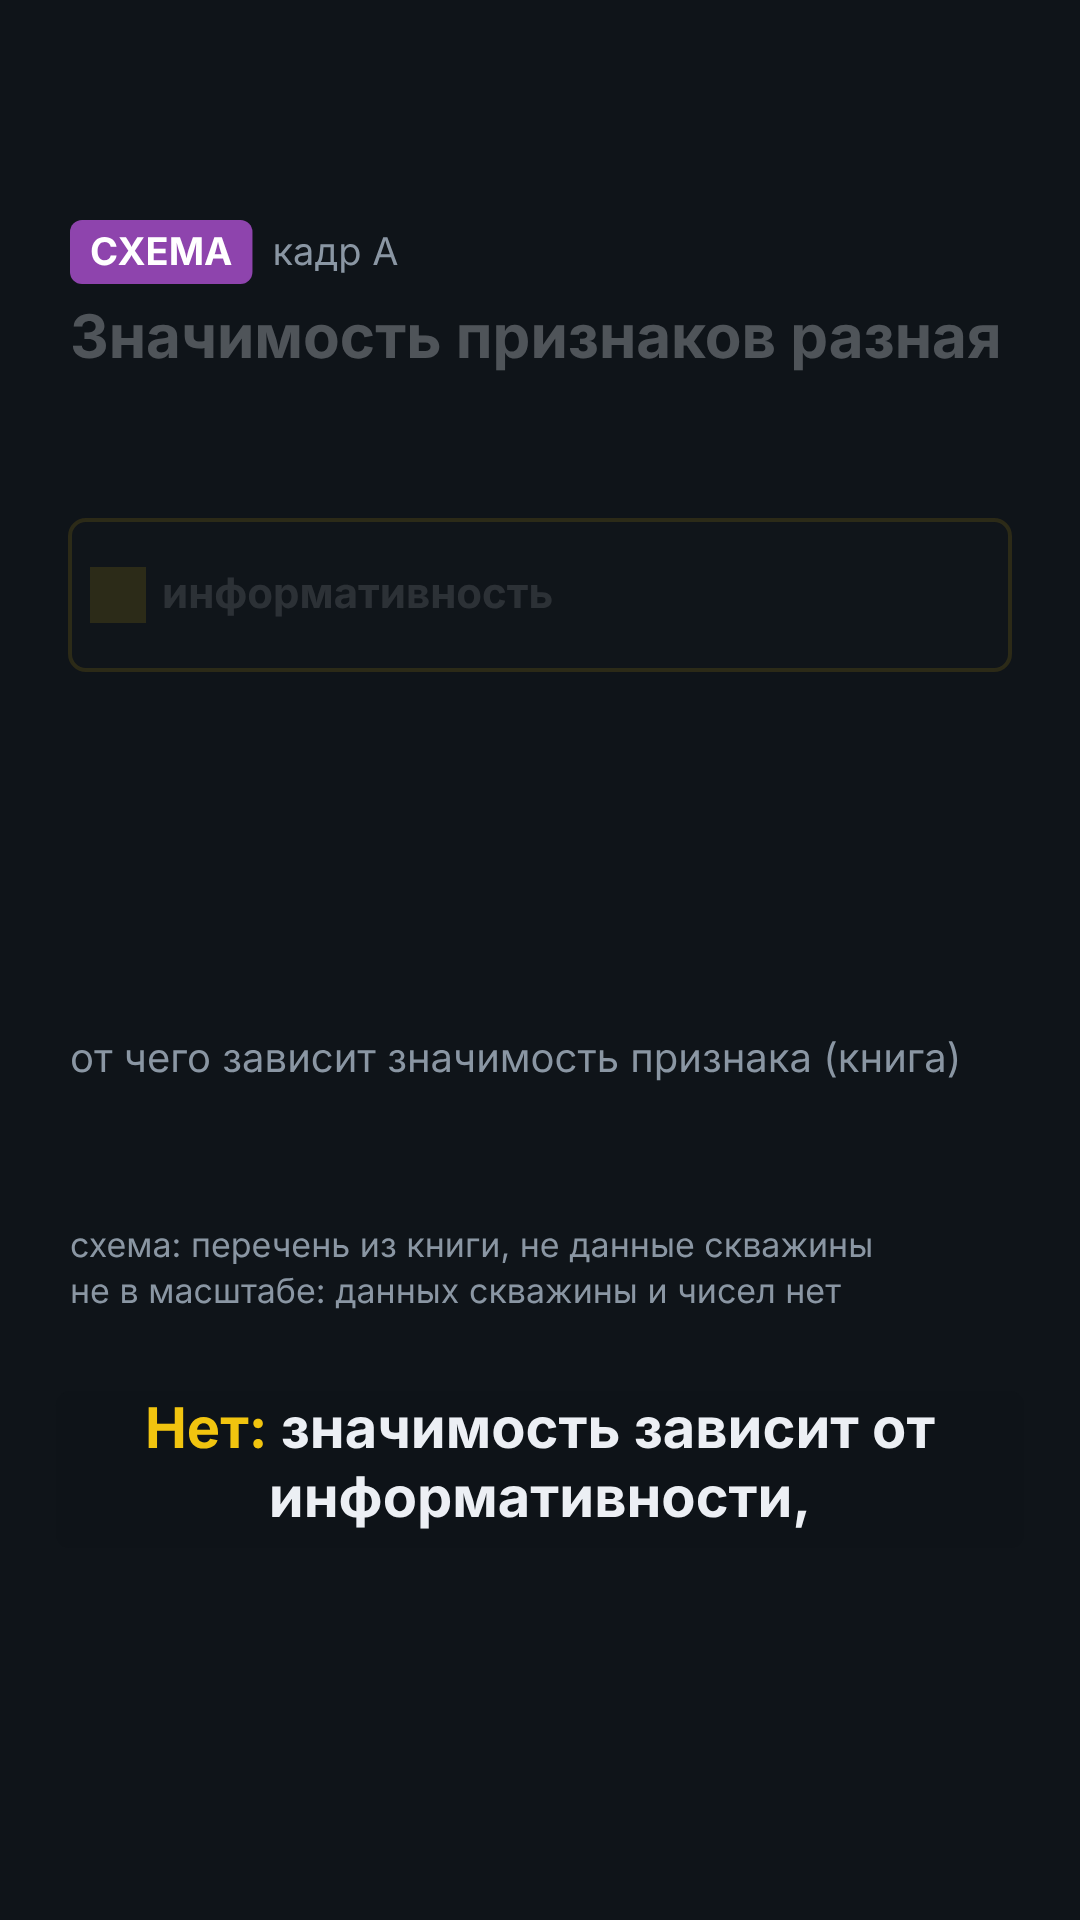 СХЕМА кадр А
Значимость признаков разная
информативность
от чего зависит значимость признака (книга)
схема: перечень из книги, не данные скважины
не в масштабе: данных скважины и чисел нет
Нет: значимость зависит от
информативности,